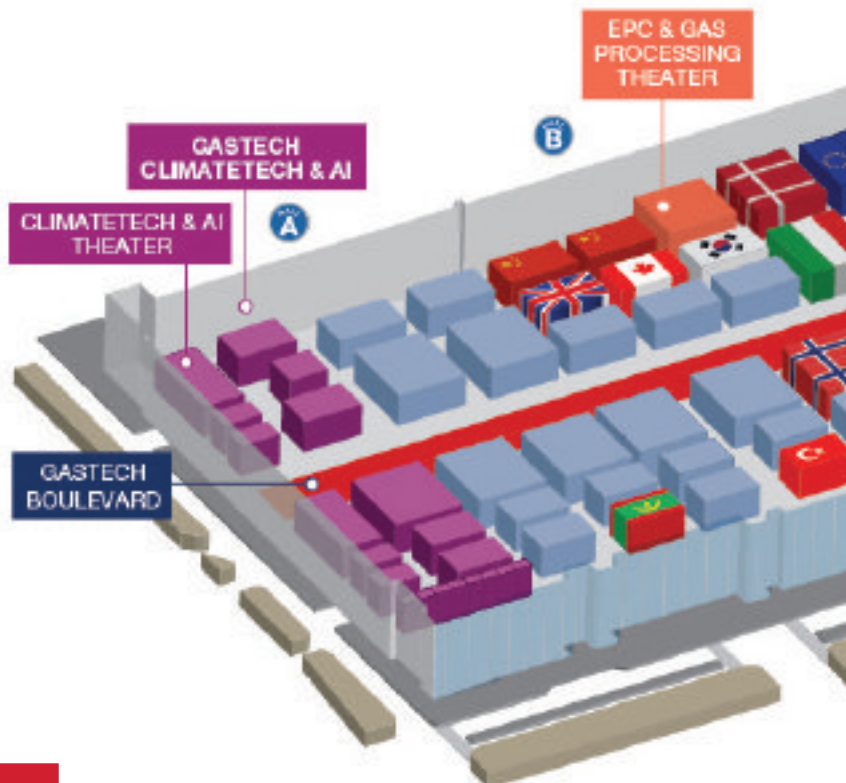 EPC & GAS
PROCESSING
THEATER
B
GASTECH
CLIMATETECH & AI
A
CLIMATETECH & AI
THEATER
GASTECH
BOULEVARD